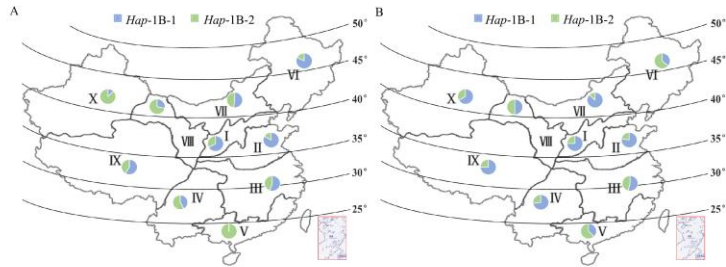 A
Hap-1B-1 Hap-1B-2
50°
45°
40°
35°
30°
25°
VI
X
VII
VIII
I
II
IX
III
IV
V
B
Hap-1B-1 Hap-1B-2
50°
45°
40°
35°
30°
25°
VI
X
VII
VIII
I
II
IX
III
IV
V